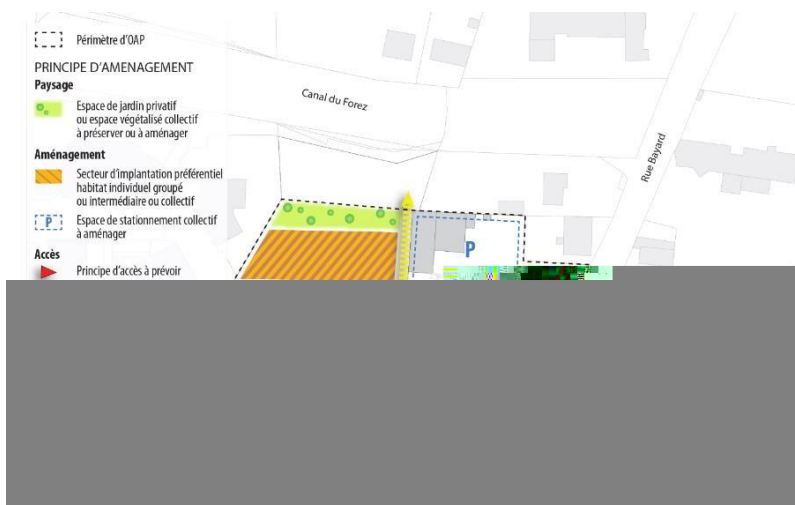 Périmètre d'OAP
PRINCIPE D'AMENAGEMENT
Paysage
Espace de jardin privatif
ou espace végétalisé collectif
à préserver ou à aménager
Aménagement
Secteur d'implantation préférentiel
habitat individuel groupé
ou intermédiaire ou collectif
P
Espace de stationnement collectif
à aménager
Accès
Principe d'accès à prévoir
Canal du Forez
Rue Bayard
P